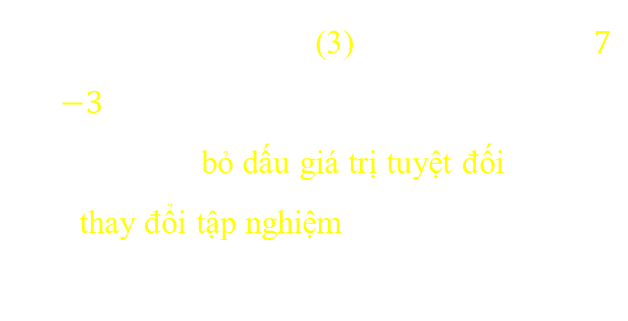 (3) 7
−3
bỏ dấu giá trị tuyệt đối
thay đổi tập nghiệm